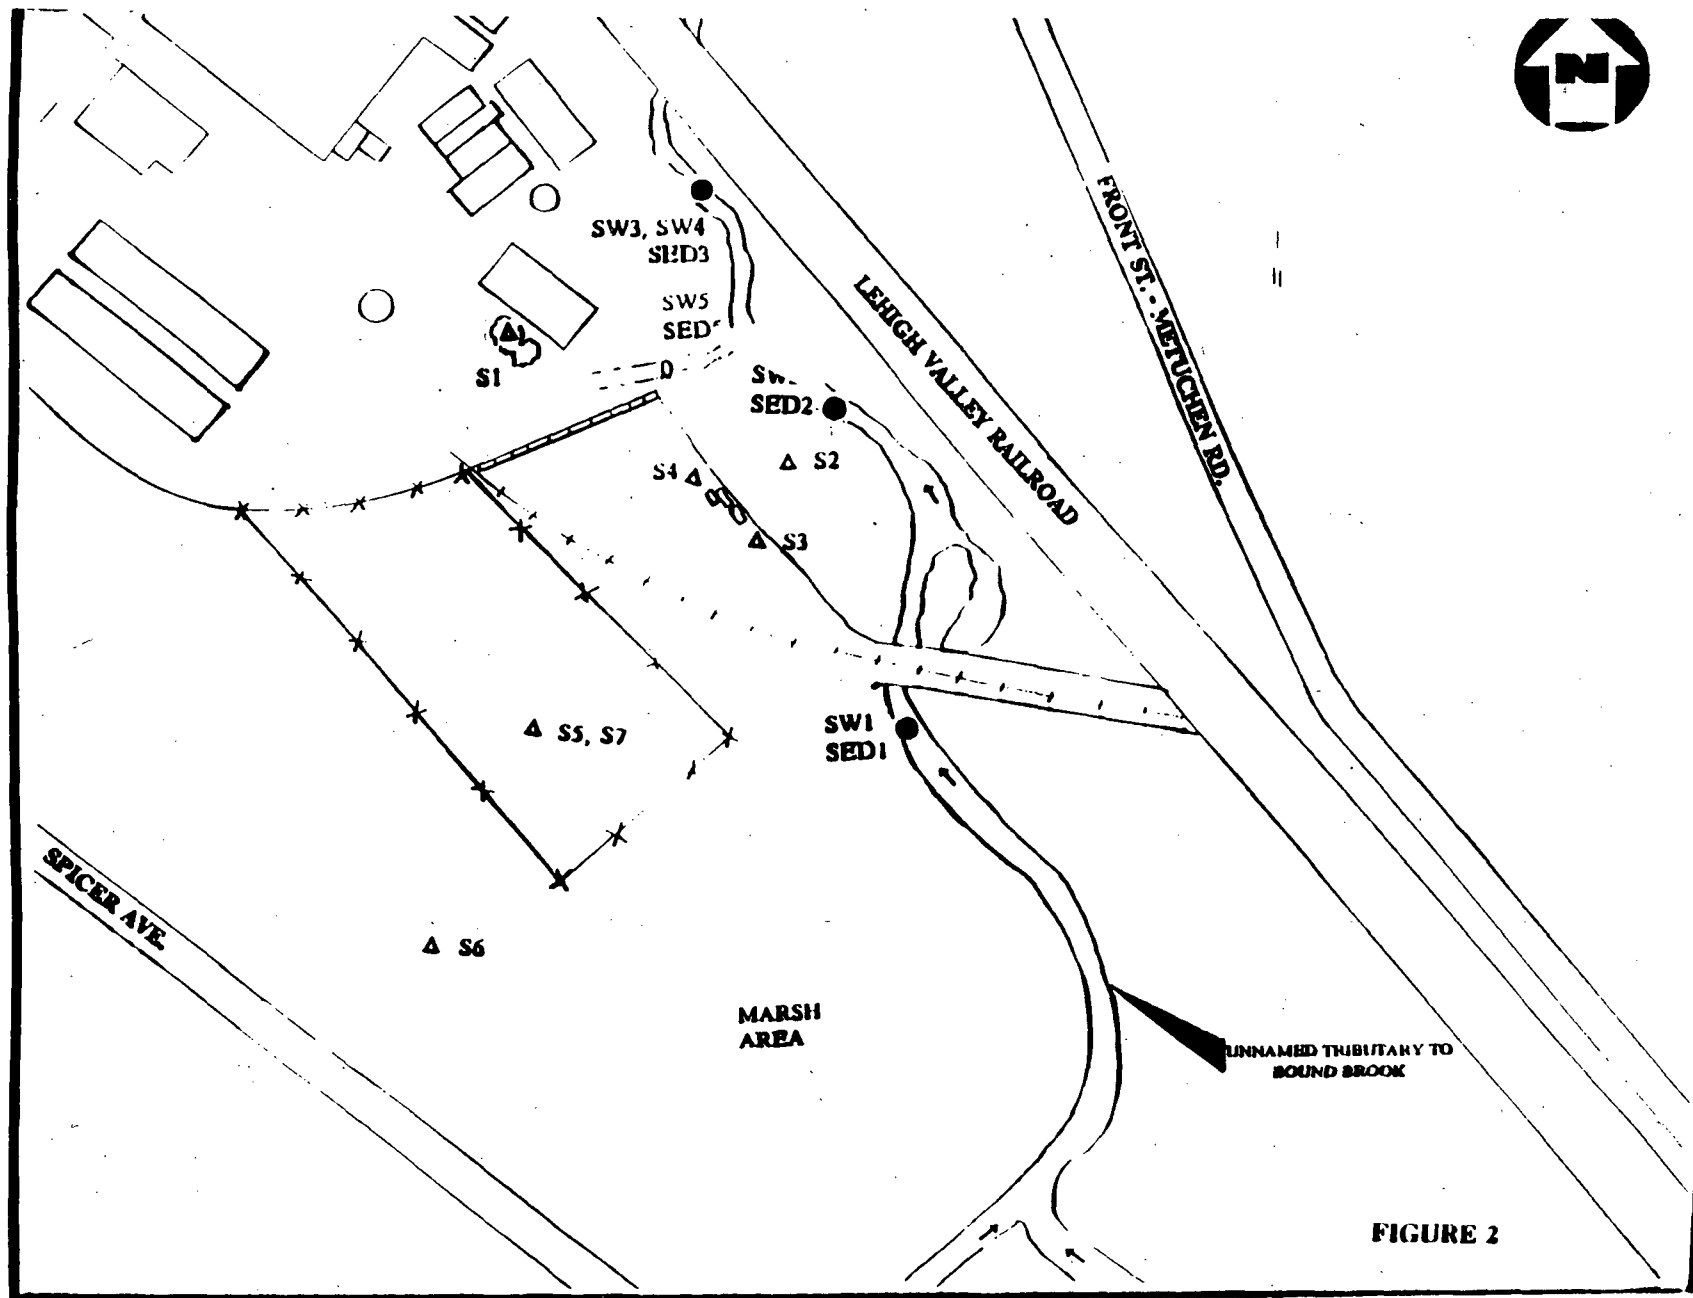 N
FRONT ST. - METUCHEN RD.
SW3, SW4
SED3
LEHIGH VALLEY RAILROAD
SW5
S1
SED2
S4
S2
S3
SW1
SED1
S5, S7
SPICER AVE.
S6
MARSH
AREA
UNNAMED TRIBUTARY TO
BOUND BROOK
FIGURE 2